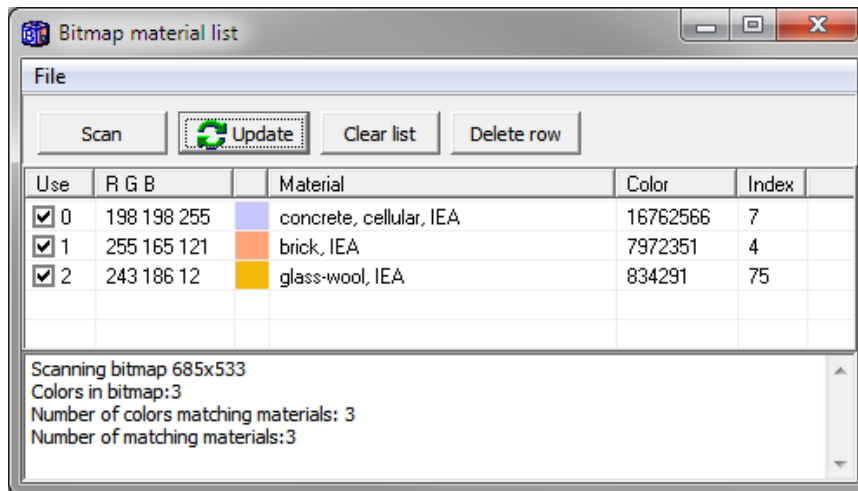 Bitmap material list
File
Scan Update Clear list Delete row
Use R G B Material Color Index
0 198 198 255 concrete, cellular, IEA 16762566 7
1 255 165 121 brick, IEA 7972351 4
2 243 186 12 glass-wool, IEA 834291 75
Scanning bitmap 685x533
Colors in bitmap:3
Number of colors matching materials: 3
Number of matching materials:3